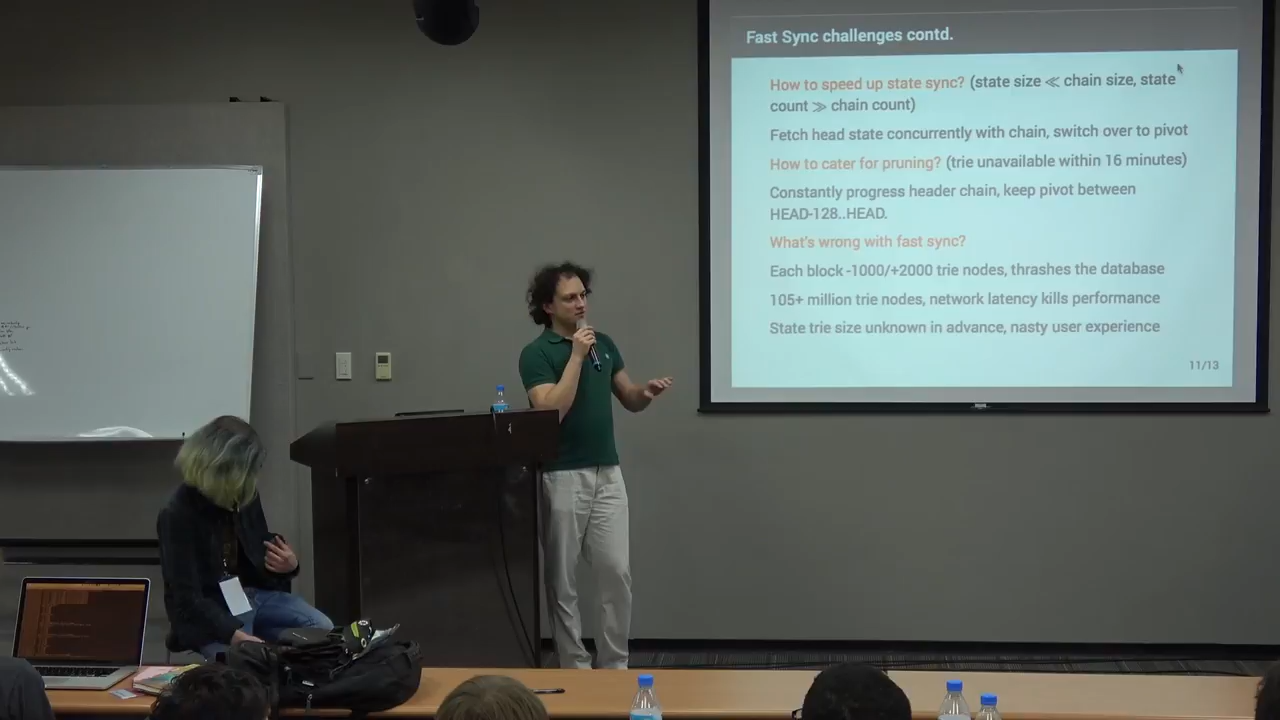 Fast Sync challenges contd.
How to speed up state sync? (state size ≪ chain size, state
count ≫ chain count)
Fetch head state concurrently with chain, switch over to pivot
How to cater for pruning? (trie unavailable within 16 minutes)
Constantly progress header chain, keep pivot between
HEAD-128..HEAD.
What's wrong with fast sync?
Each block -1000/+2000 trie nodes, thrashes the database
105+ million trie nodes, network latency kills performance
State trie size unknown in advance, nasty user experience
11/13